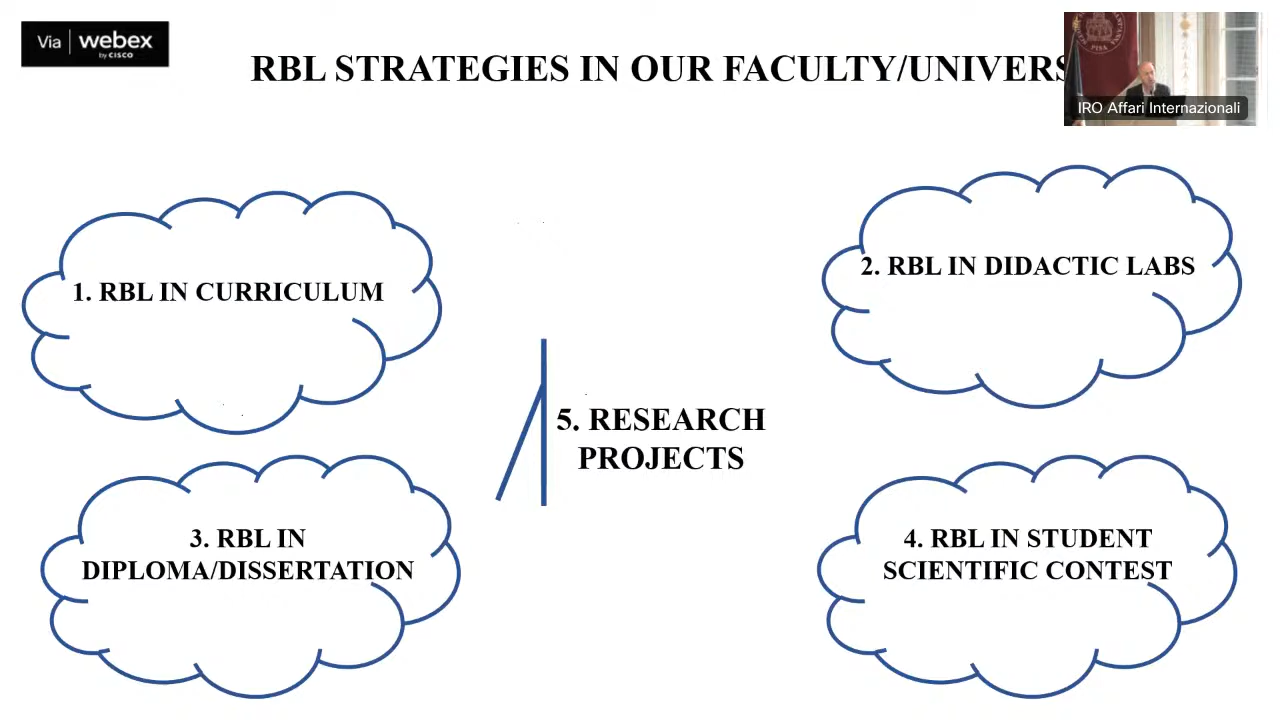 Via webex
by CISCO
RBL STRATEGIES IN OUR FACULTY/UNIVERS
PISA
IRO Affari Internazionali
1. RBL IN CURRICULUM
2. RBL IN DIDACTIC LABS
5. RESEARCH
PROJECTS
3. RBL IN
DIPLOMA/DISSERTATION
4. RBL IN STUDENT
SCIENTIFIC CONTEST